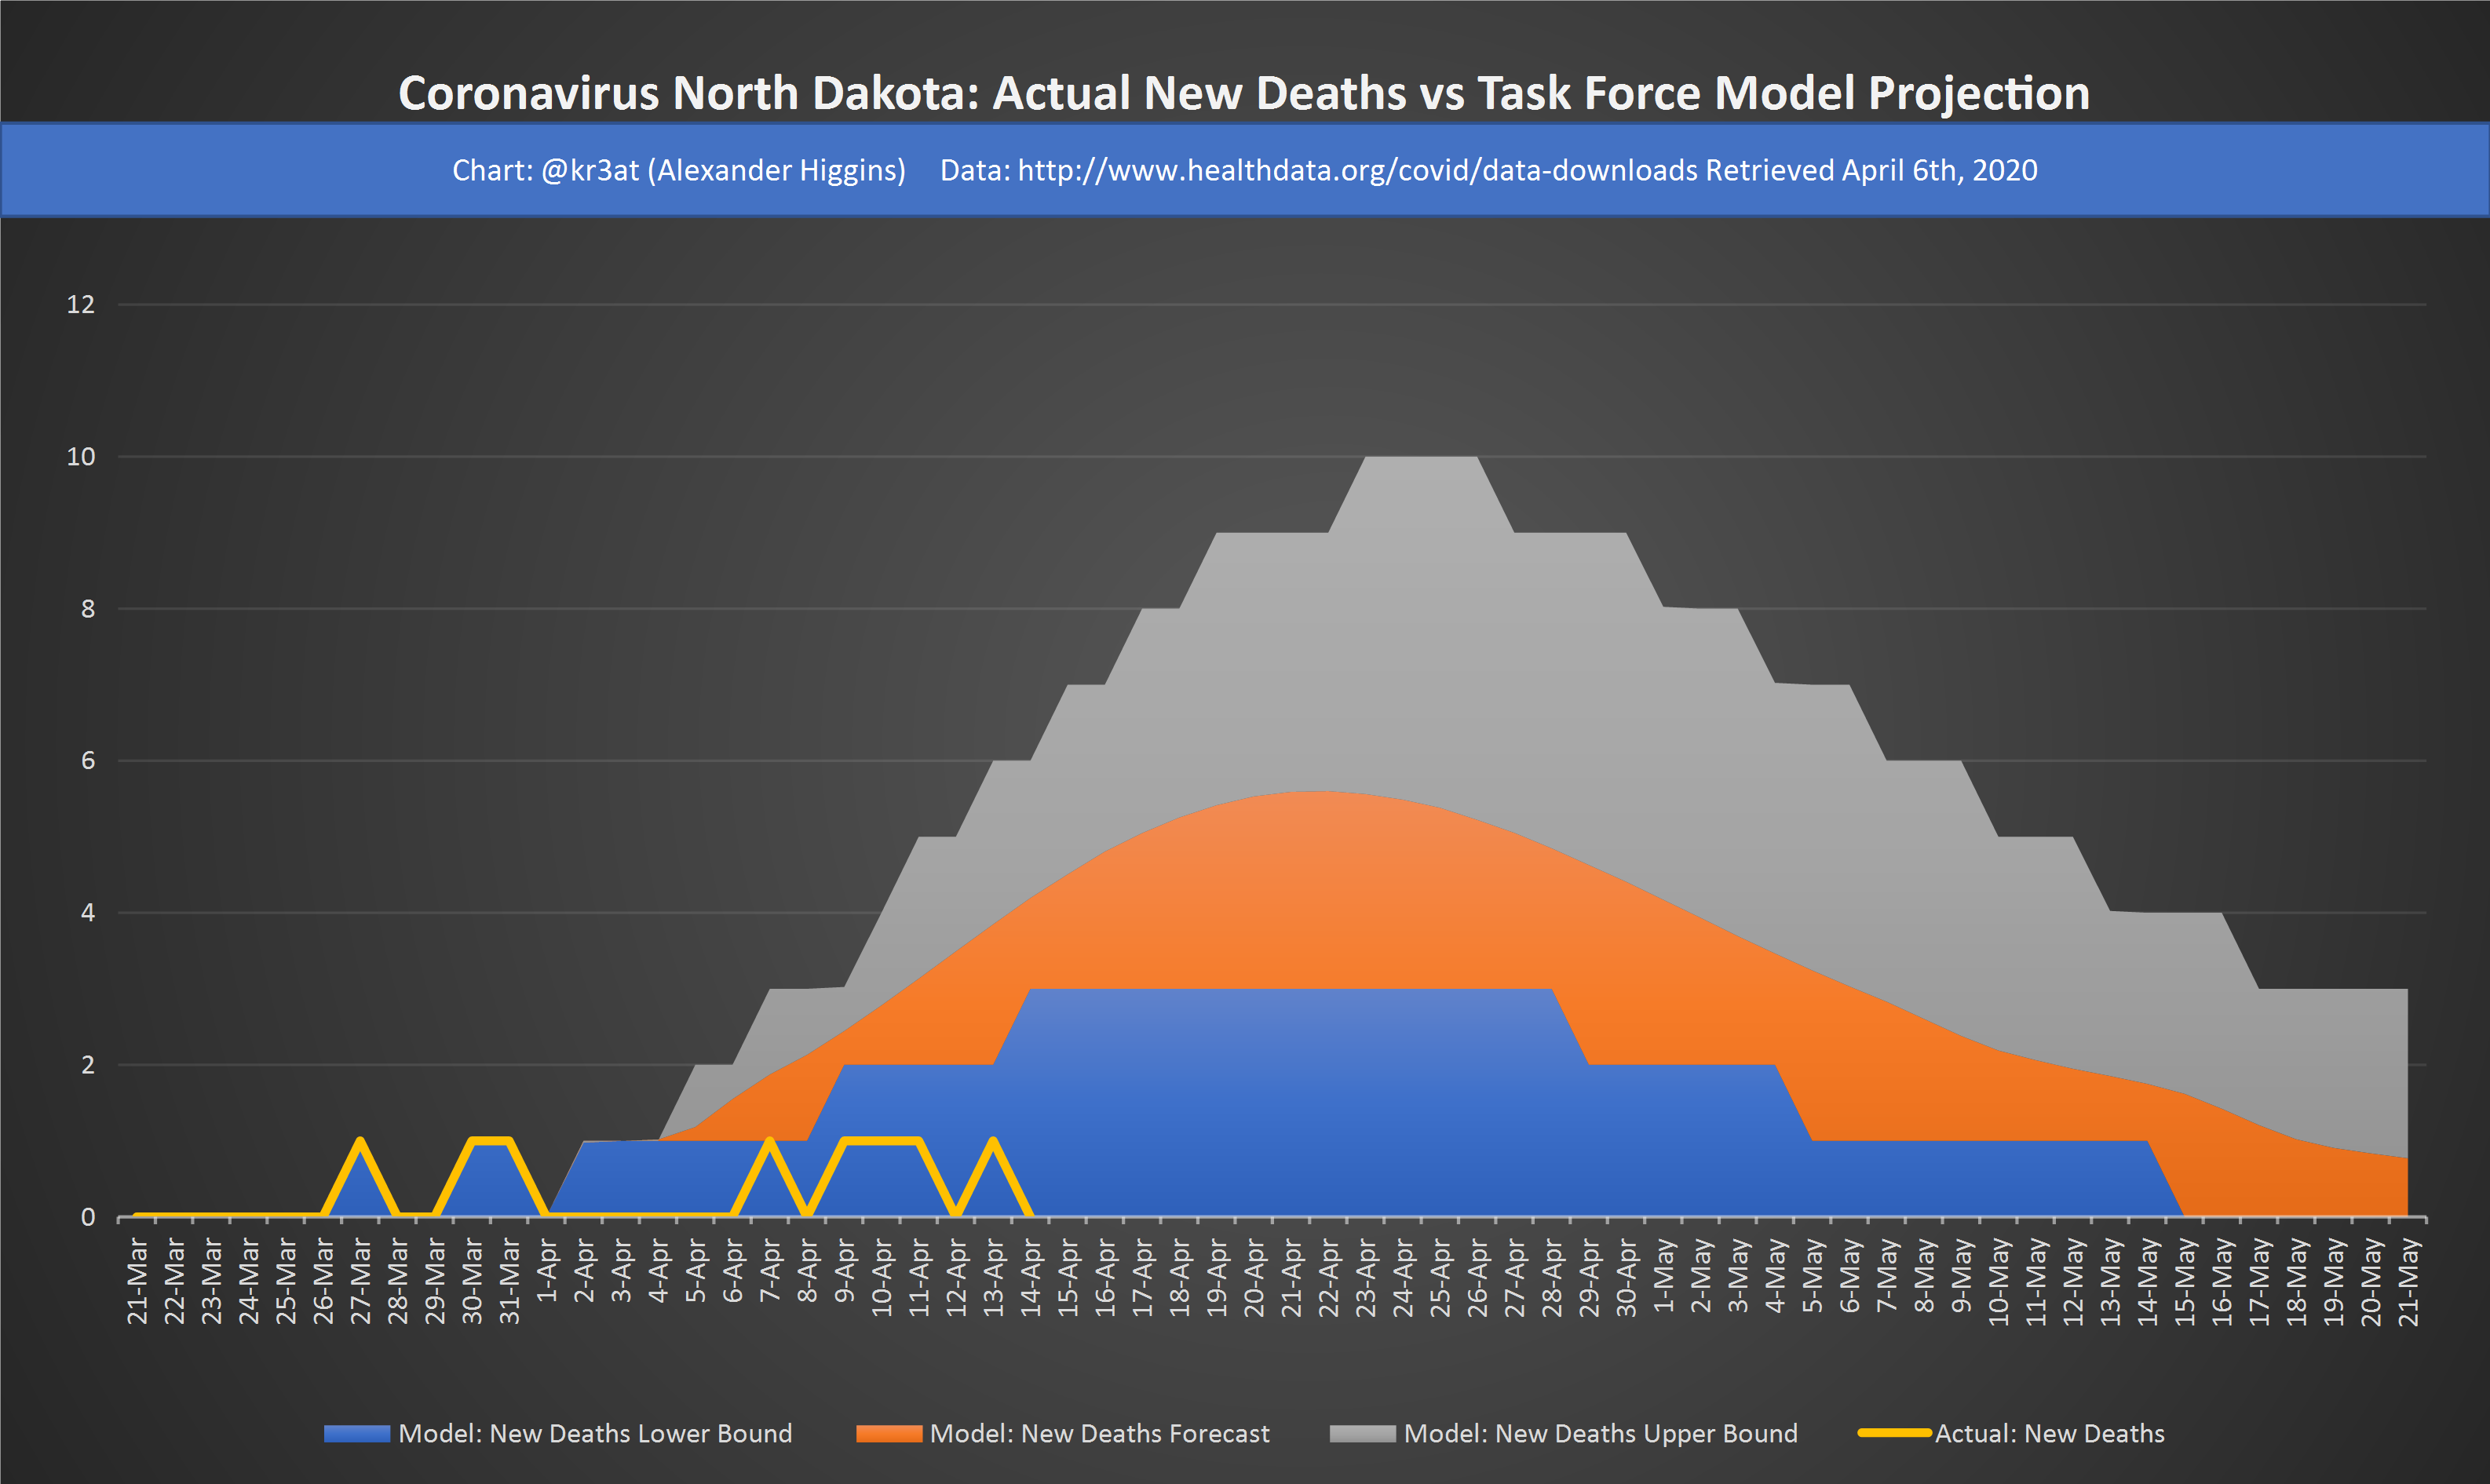 Coronavirus North Dakota: Actual New Deaths vs Task Force Model Projection
Chart: @kr3at (Alexander Higgins) Data: http://www.healthdata.org/covid/data-downloads Retrieved April 6th, 2020
12
10
8
6
4
2
0
21-Mar
22-Mar
23-Mar
24-Mar
25-Mar
26-Mar
27-Mar
28-Mar
29-Mar
30-Mar
31-Mar
1-Apr
2-Apr
3-Apr
4-Apr
5-Apr
6-Apr
7-Apr
8-Apr
9-Apr
10-Apr
11-Apr
12-Apr
13-Apr
14-Apr
15-Apr
16-Apr
17-Apr
18-Apr
19-Apr
20-Apr
21-Apr
22-Apr
23-Apr
24-Apr
25-Apr
26-Apr
27-Apr
28-Apr
29-Apr
30-Apr
1-May
2-May
3-May
4-May
5-May
6-May
7-May
8-May
9-May
10-May
11-May
12-May
13-May
14-May
15-May
16-May
17-May
18-May
19-May
20-May
21-May
Model: New Deaths Lower Bound
Model: New Deaths Forecast
Model: New Deaths Upper Bound
Actual: New Deaths